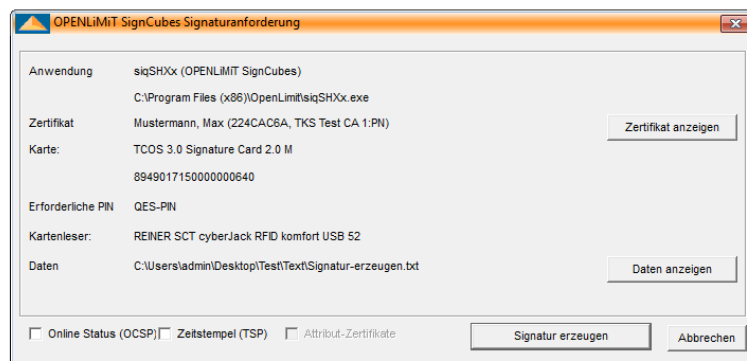 OPENLiMiT SignCubes Signaturanforderung
Anwendung siqSHXx (OPENLiMiT SignCubes)
C:\Program Files (x86)\OpenLimit\siqSHXx.exe
Zertifikat Mustermann, Max (224CAC6A, TKS Test CA 1:PN) Zertifikat anzeigen
Karte: TCOS 3.0 Signature Card 2.0 M
8949017150000000640
Erforderliche PIN QES-PIN
Kartenleser: REINER SCT cyberJack RFID komfort USB 52
Daten C:\Users\admin\Desktop\Test\Text\Signatur-erzeugen.txt Daten anzeigen
Online Status (OCSP) Zeitstempel (TSP) Attribut-Zertifikate Signatur erzeugen Abbrechen